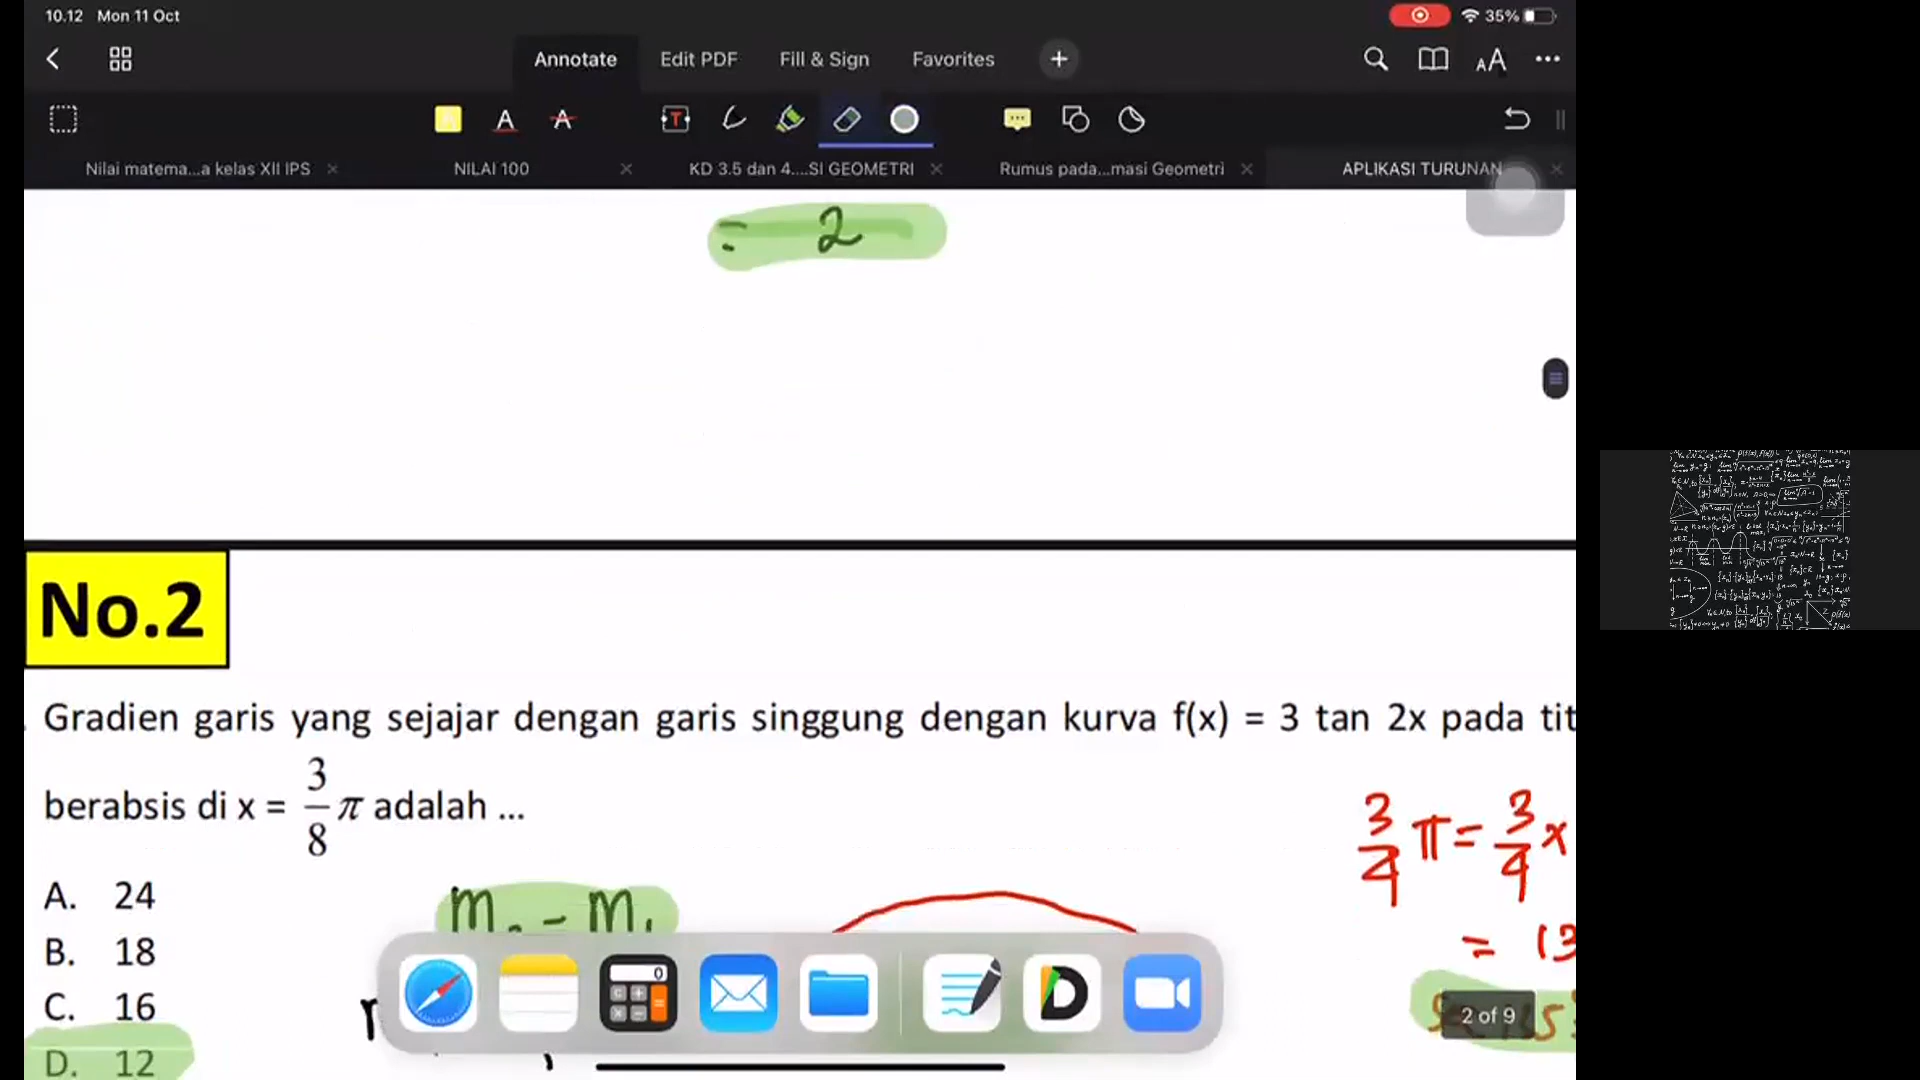 10.12 Mon 11 Oct
35%
Annotate Edit PDF Fill & Sign Favorites +
Nilai matema...a kelas XII IPS × NILAI 100 × KD 3.5 dan 4....SI GEOMETRI × Rumus pada...masi Geometri × APLIKASI TURUNAN ×
= 2
No.2
Gradien garis yang sejajar dengan garis singgung dengan kurva f(x) = 3 tan 2x pada tit
berabsis di x = 3/8 π adalah ...
3/4 π = 3/4 x
A. 24
m₂ = m₁
B. 18
= 13
C. 16
2 of 9
D. 12